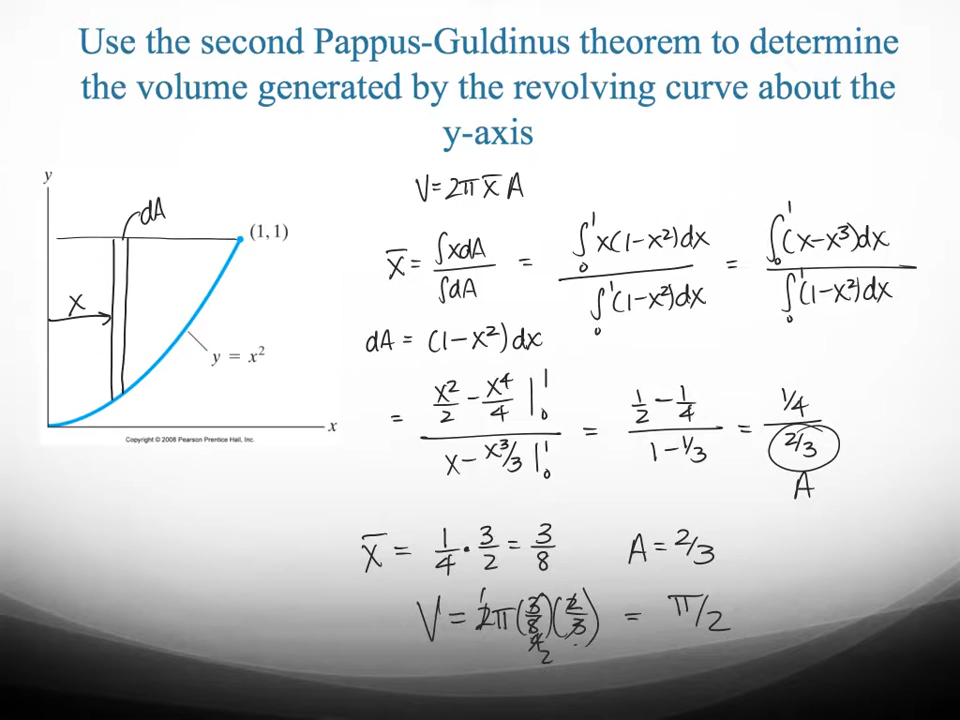 Use the second Pappus-Guldinus theorem to determine
the volume generated by the revolving curve about the
y-axis
y
dA
(1, 1)
x
y = x²
x
Copyright © 2008 Pearson Prentice Hall, Inc.
V = 2π x̄ A
x̄ = ∫xdA / ∫dA = ∫₀¹ x(1-x²)dx / ∫₀¹ (1-x²)dx = ∫₀¹ (x-x³)dx / ∫₀¹ (1-x²)dx
dA = (1-x²)dx
= (x²/2 - x⁴/4 |₀¹) / (x - x³/3 |₀¹) = (1/2 - 1/4) / (1 - 1/3) = (1/4) / (2/3)
A
x̄ = 1/4 · 3/2 = 3/8 A = 2/3
V = 2π(3/8)(2/3) = π/2
1
4
2